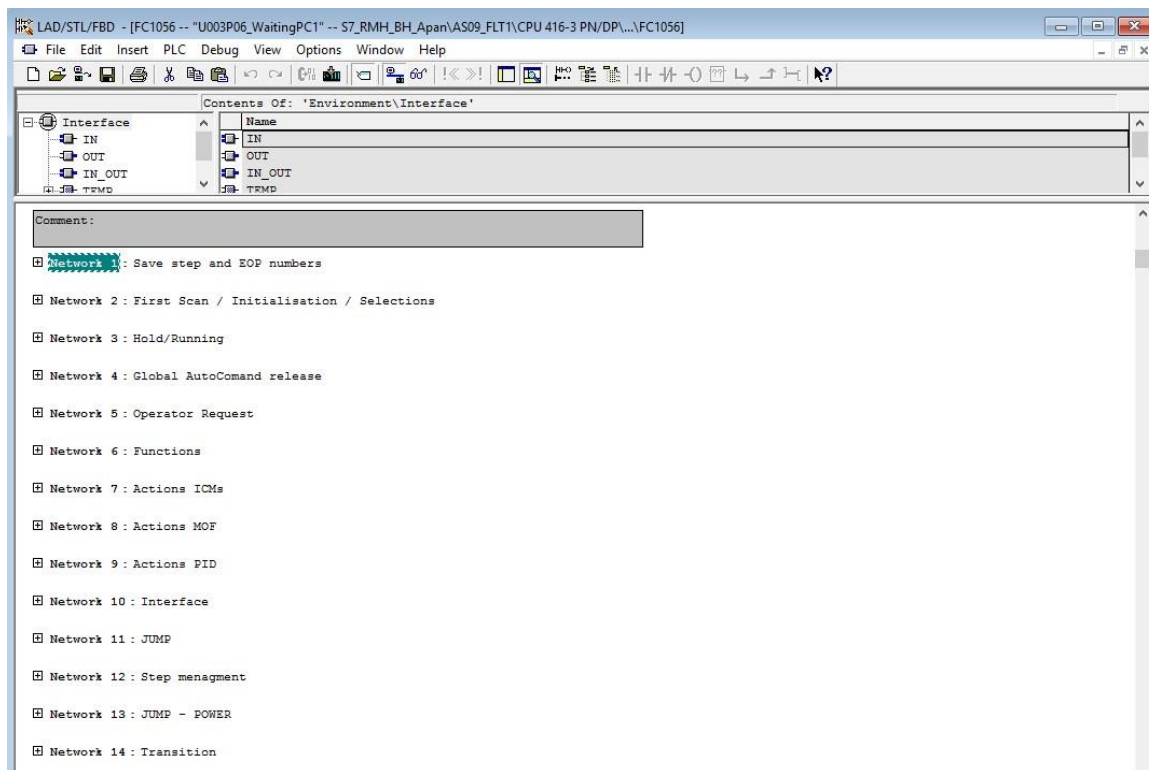 LAD/STL/FBD - [FC1056 -- "U003P06_WaitingPC1" -- S7_RMH_BH_Apan\AS09_FLT1\CPU 416-3 PN/DP\...\FC1056]
File Edit Insert PLC Debug View Options Window Help
Contents Of: 'Environment\Interface'
Interface
IN
OUT
IN_OUT
TEMP
Name
IN
OUT
IN_OUT
TEMP
Comment:
Network 1 : Save step and EOP numbers
Network 2 : First Scan / Initialisation / Selections
Network 3 : Hold/Running
Network 4 : Global AutoComand release
Network 5 : Operator Request
Network 6 : Functions
Network 7 : Actions ICMs
Network 8 : Actions MOF
Network 9 : Actions PID
Network 10 : Interface
Network 11 : JUMP
Network 12 : Step menagment
Network 13 : JUMP - POWER
Network 14 : Transition